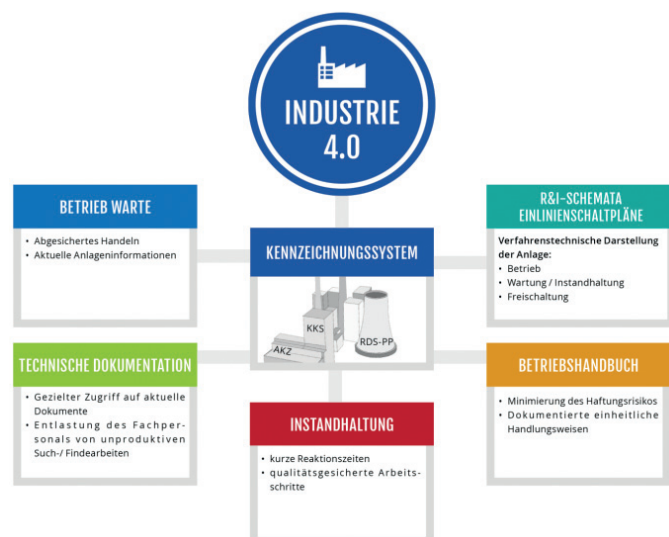 INDUSTRIE
4.0
BETRIEB WARTE
• Abgesichertes Handeln
• Aktuelle Anlageninformationen
KENNZEICHNUNGSSYSTEM
KKS
AKZ
RDS-PP
R&I-SCHEMATA
EINLINIENSCHALTPLÄNE
Verfahrenstechnische Darstellung
der Anlage:
• Betrieb
• Wartung / Instandhaltung
• Freischaltung
TECHNISCHE DOKUMENTATION
• Gezielter Zugriff auf aktuelle
Dokumente
• Entlastung des Fachper-
sonals von unproduktiven
Such-/ Findearbeiten
INSTANDHALTUNG
• kurze Reaktionszeiten
• qualitätsgesicherte Arbeits-
schritte
BETRIEBSHANDBUCH
• Minimierung des Haftungsrisikos
• Dokumentierte einheitliche
Handlungsweisen